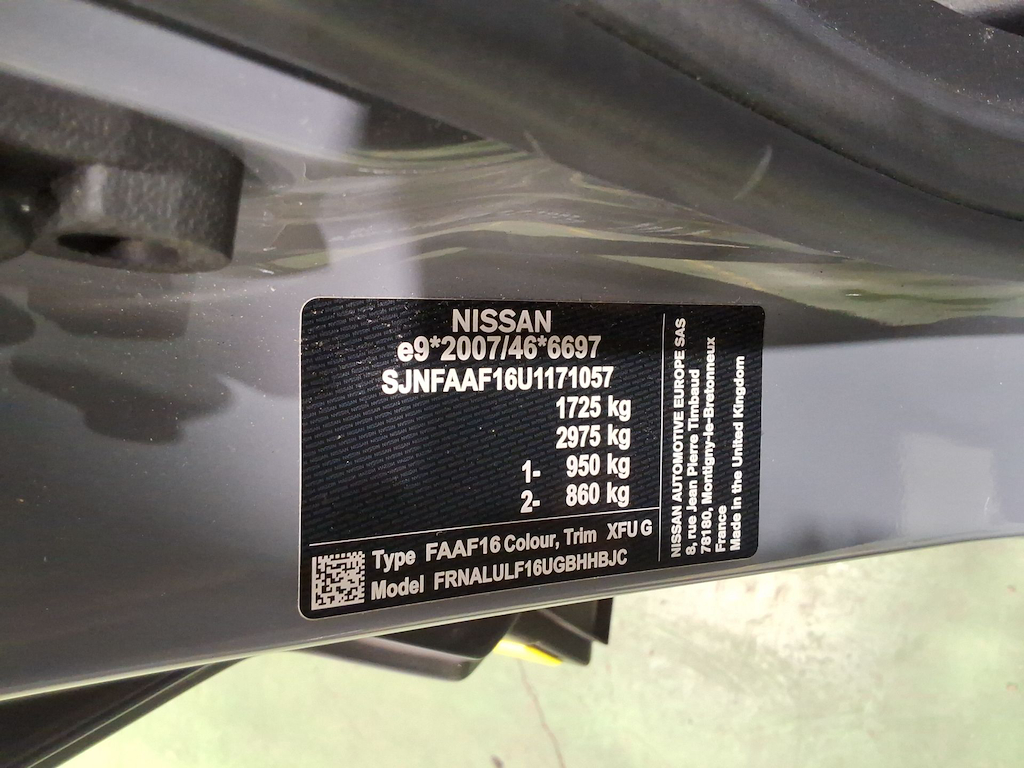 NISSAN
e9*2007/46*6697
SJNFAAF16U1171057
1725 kg
2975 kg
1- 950 kg
2- 860 kg
Type FAAF16 Colour, Trim XFU G
Model FRNALULF16UGBHHBJC
NISSAN AUTOMOTIVE EUROPE SAS
8, rue Jean Pierre Timbaud
78180, Montigny-le-Bretonneux
France
Made in the United Kingdom